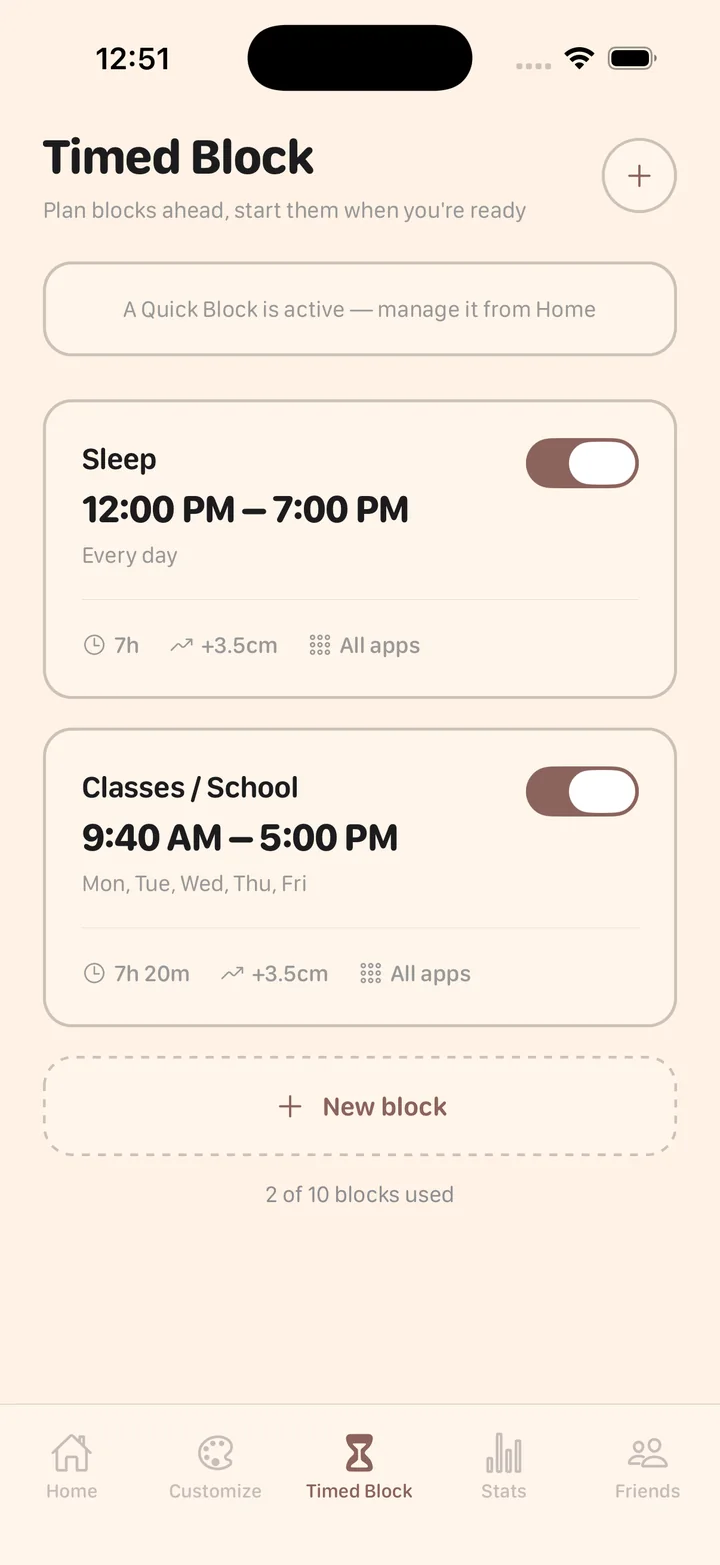 12:51
Timed Block
Plan blocks ahead, start them when you're ready
A Quick Block is active — manage it from Home
Sleep
12:00 PM – 7:00 PM
Every day
7h +3.5cm All apps
Classes / School
9:40 AM – 5:00 PM
Mon, Tue, Wed, Thu, Fri
7h 20m +3.5cm All apps
+ New block
2 of 10 blocks used
Home Customize Timed Block Stats Friends